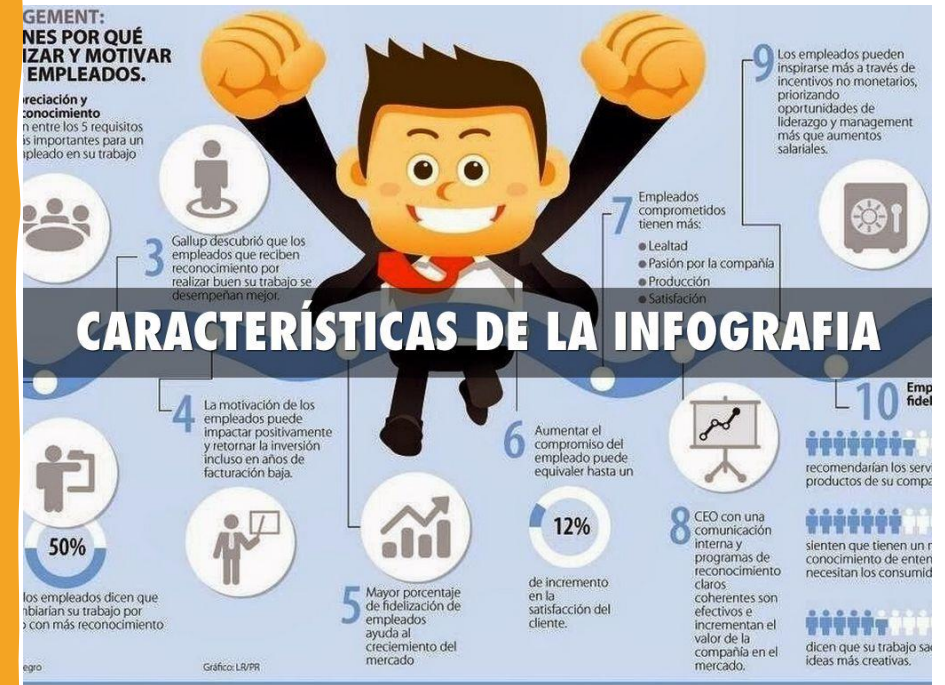 GEMENT:
NES POR QUÉ
IZAR Y MOTIVAR
EMPLEADOS.
reciación y
conocimiento
n entre los 5 requisitos
s importantes para un
pleado en su trabajo
3
Gallup descubrió que los
empleados que reciben
reconocimiento por
realizar buen su trabajo se
desempeñan mejor.
9
Los empleados pueden
inspirarse más a través de
incentivos no monetarios,
priorizando
oportunidades de
liderazgo y management
más que aumentos
salariales.
7
Empleados
comprometidos
tienen más:
● Lealtad
● Pasión por la compañía
● Producción
● Satisfacción
CARACTERÍSTICAS DE LA INFOGRAFIA
50%
los empleados dicen que
mbiarian su trabajo por
con más reconocimiento
egro
4
La motivación de los
empleados puede
impactar positivamente
y retornar la inversión
incluso en años de
facturación baja.
Gráfico: LR/PR
5
Mayor porcentaje
de fidelización de
empleados
ayuda al
creciemiento del
mercado
6
Aumentar el
compromiso del
empleado puede
equivaler hasta un
12%
de incremento
en la
satisfacción del
cliente.
8
CEO con una
comunicación
interna y
programas de
reconocimiento
claros
coherentes son
efectivos e
incrementan el
valor de la
compañía en el
mercado.
10
Emp
fidel
recomendarían los servi
productos de su compa
sienten que tienen un
conocimiento de enten
necesitan los consumid
dicen que su trabajo sac
ideas más creativas.